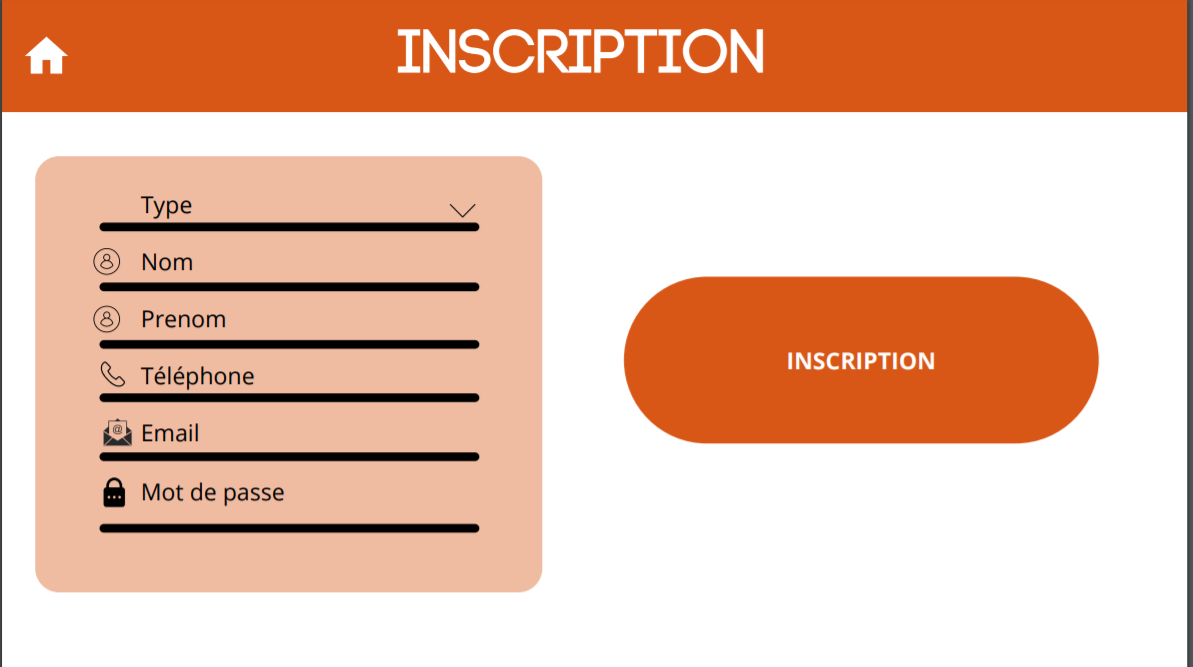 INSCRIPTION
Type
Nom
Prenom
Téléphone
Email
Mot de passe
INSCRIPTION